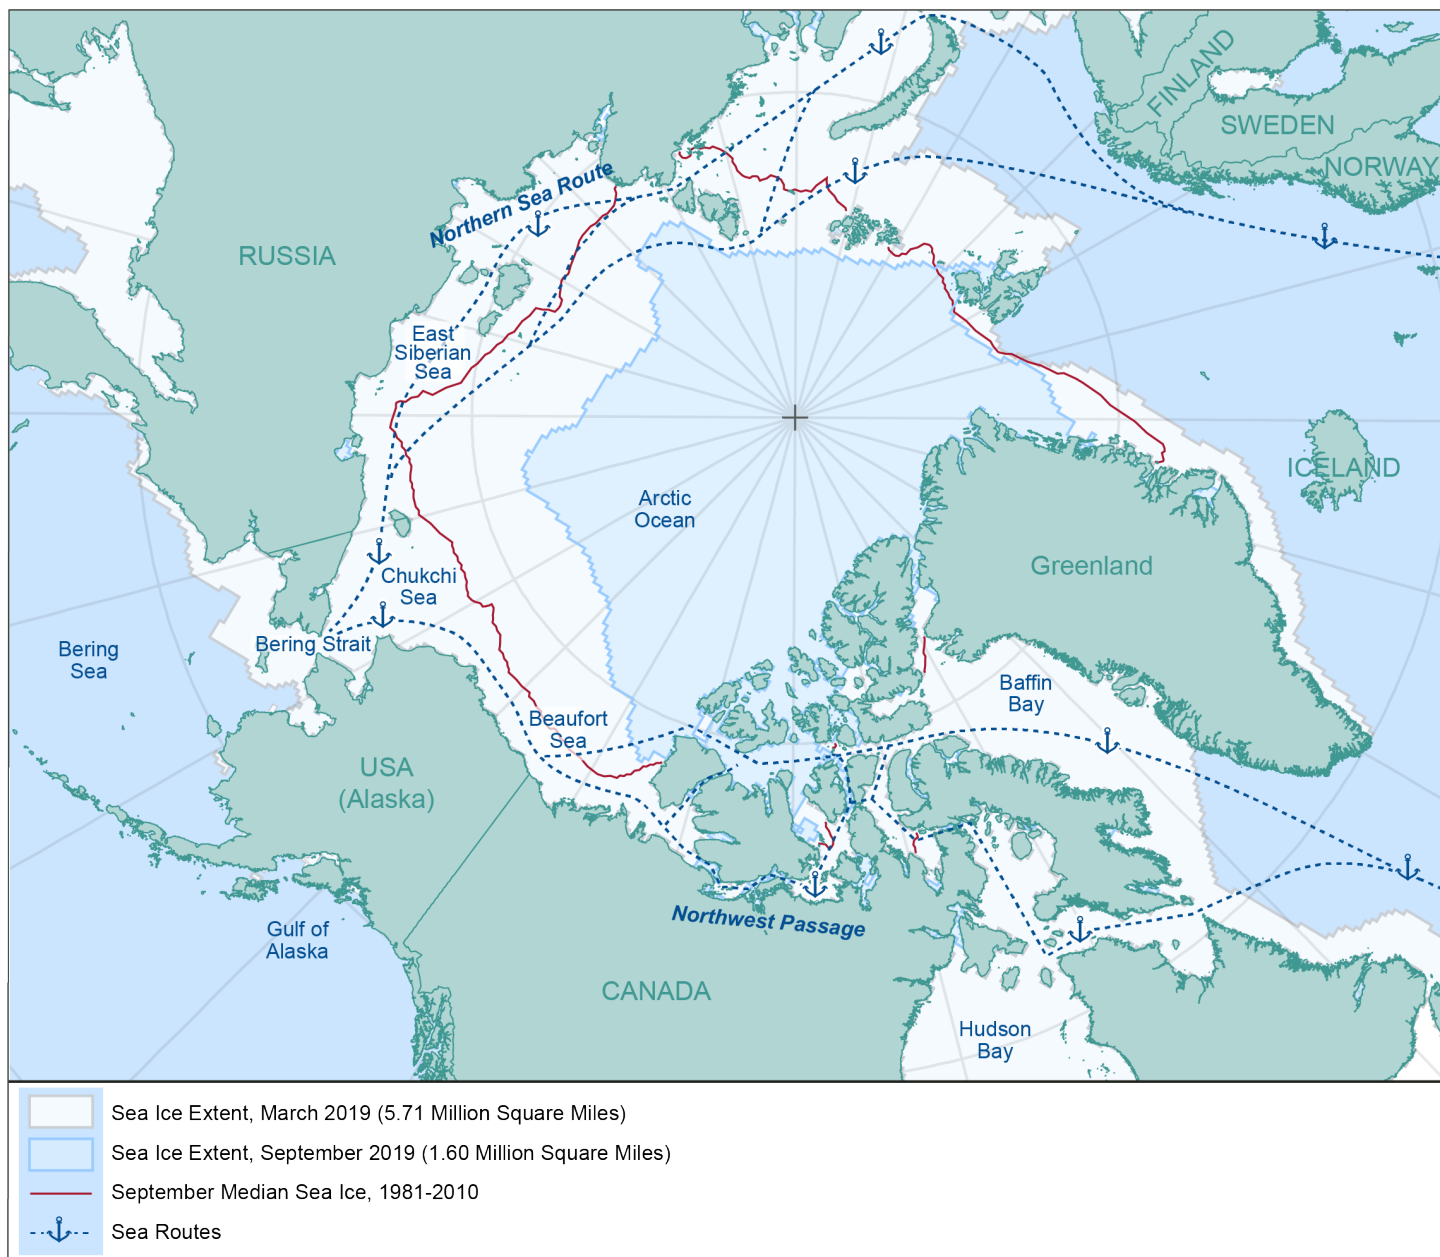 FINLAND
SWEDEN
NORWAY
Northern Sea Route
RUSSIA
East
Siberian
Sea
ICELAND
Arctic
Ocean
Greenland
Chukchi
Sea
Bering Strait
Bering
Sea
Baffin
Bay
Beaufort
Sea
USA
(Alaska)
Northwest Passage
Gulf of
Alaska
CANADA
Hudson
Bay
Sea Ice Extent, March 2019 (5.71 Million Square Miles)
Sea Ice Extent, September 2019 (1.60 Million Square Miles)
September Median Sea Ice, 1981-2010
Sea Routes